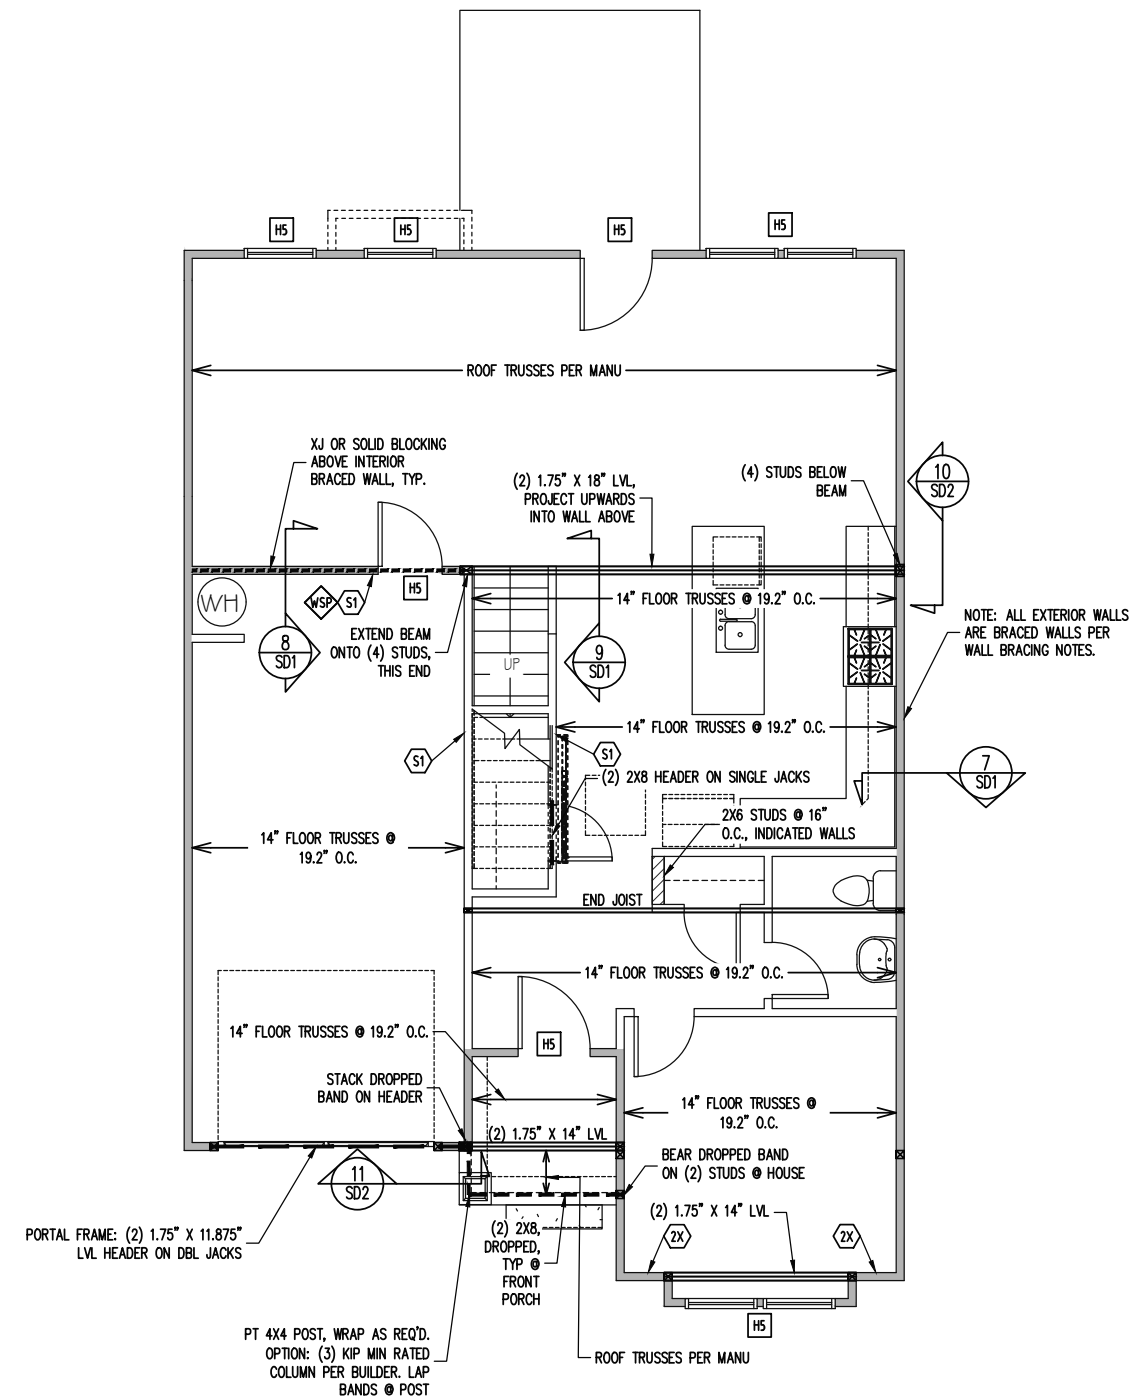 H5
H5
H5
H5
ROOF TRUSSES PER MANU
XJ OR SOLID BLOCKING
ABOVE INTERIOR
BRACED WALL, TYP.
(2) 1.75" X 18" LVL,
PROJECT UPWARDS
INTO WALL ABOVE
(4) STUDS BELOW
BEAM
10
SD2
WH
WSP
S1
H5
14" FLOOR TRUSSES @ 19.2" O.C.
NOTE: ALL EXTERIOR WALLS
ARE BRACED WALLS PER
WALL BRACING NOTES.
EXTEND BEAM
ONTO (4) STUDS,
THIS END
8
SD1
UP
9
SD1
14" FLOOR TRUSSES @ 19.2" O.C.
S1
S1
(2) 2X8 HEADER ON SINGLE JACKS
7
SD1
2X6 STUDS @ 16"
O.C., INDICATED WALLS
14" FLOOR TRUSSES @
19.2" O.C.
END JOIST
14" FLOOR TRUSSES @ 19.2" O.C.
14" FLOOR TRUSSES @ 19.2" O.C.
H5
STACK DROPPED
BAND ON HEADER
14" FLOOR TRUSSES @
19.2" O.C.
(2) 1.75" X 14" LVL
BEAR DROPPED BAND
ON (2) STUDS @ HOUSE
11
SD2
(2) 1.75" X 14" LVL
PORTAL FRAME: (2) 1.75" X 11.875"
LVL HEADER ON DBL JACKS
(2) 2X8,
DROPPED,
TYP @
FRONT
PORCH
2X
2X
H5
PT 4X4 POST, WRAP AS REQ'D.
OPTION: (3) KIP MIN RATED
COLUMN PER BUILDER. LAP
BANDS @ POST
ROOF TRUSSES PER MANU